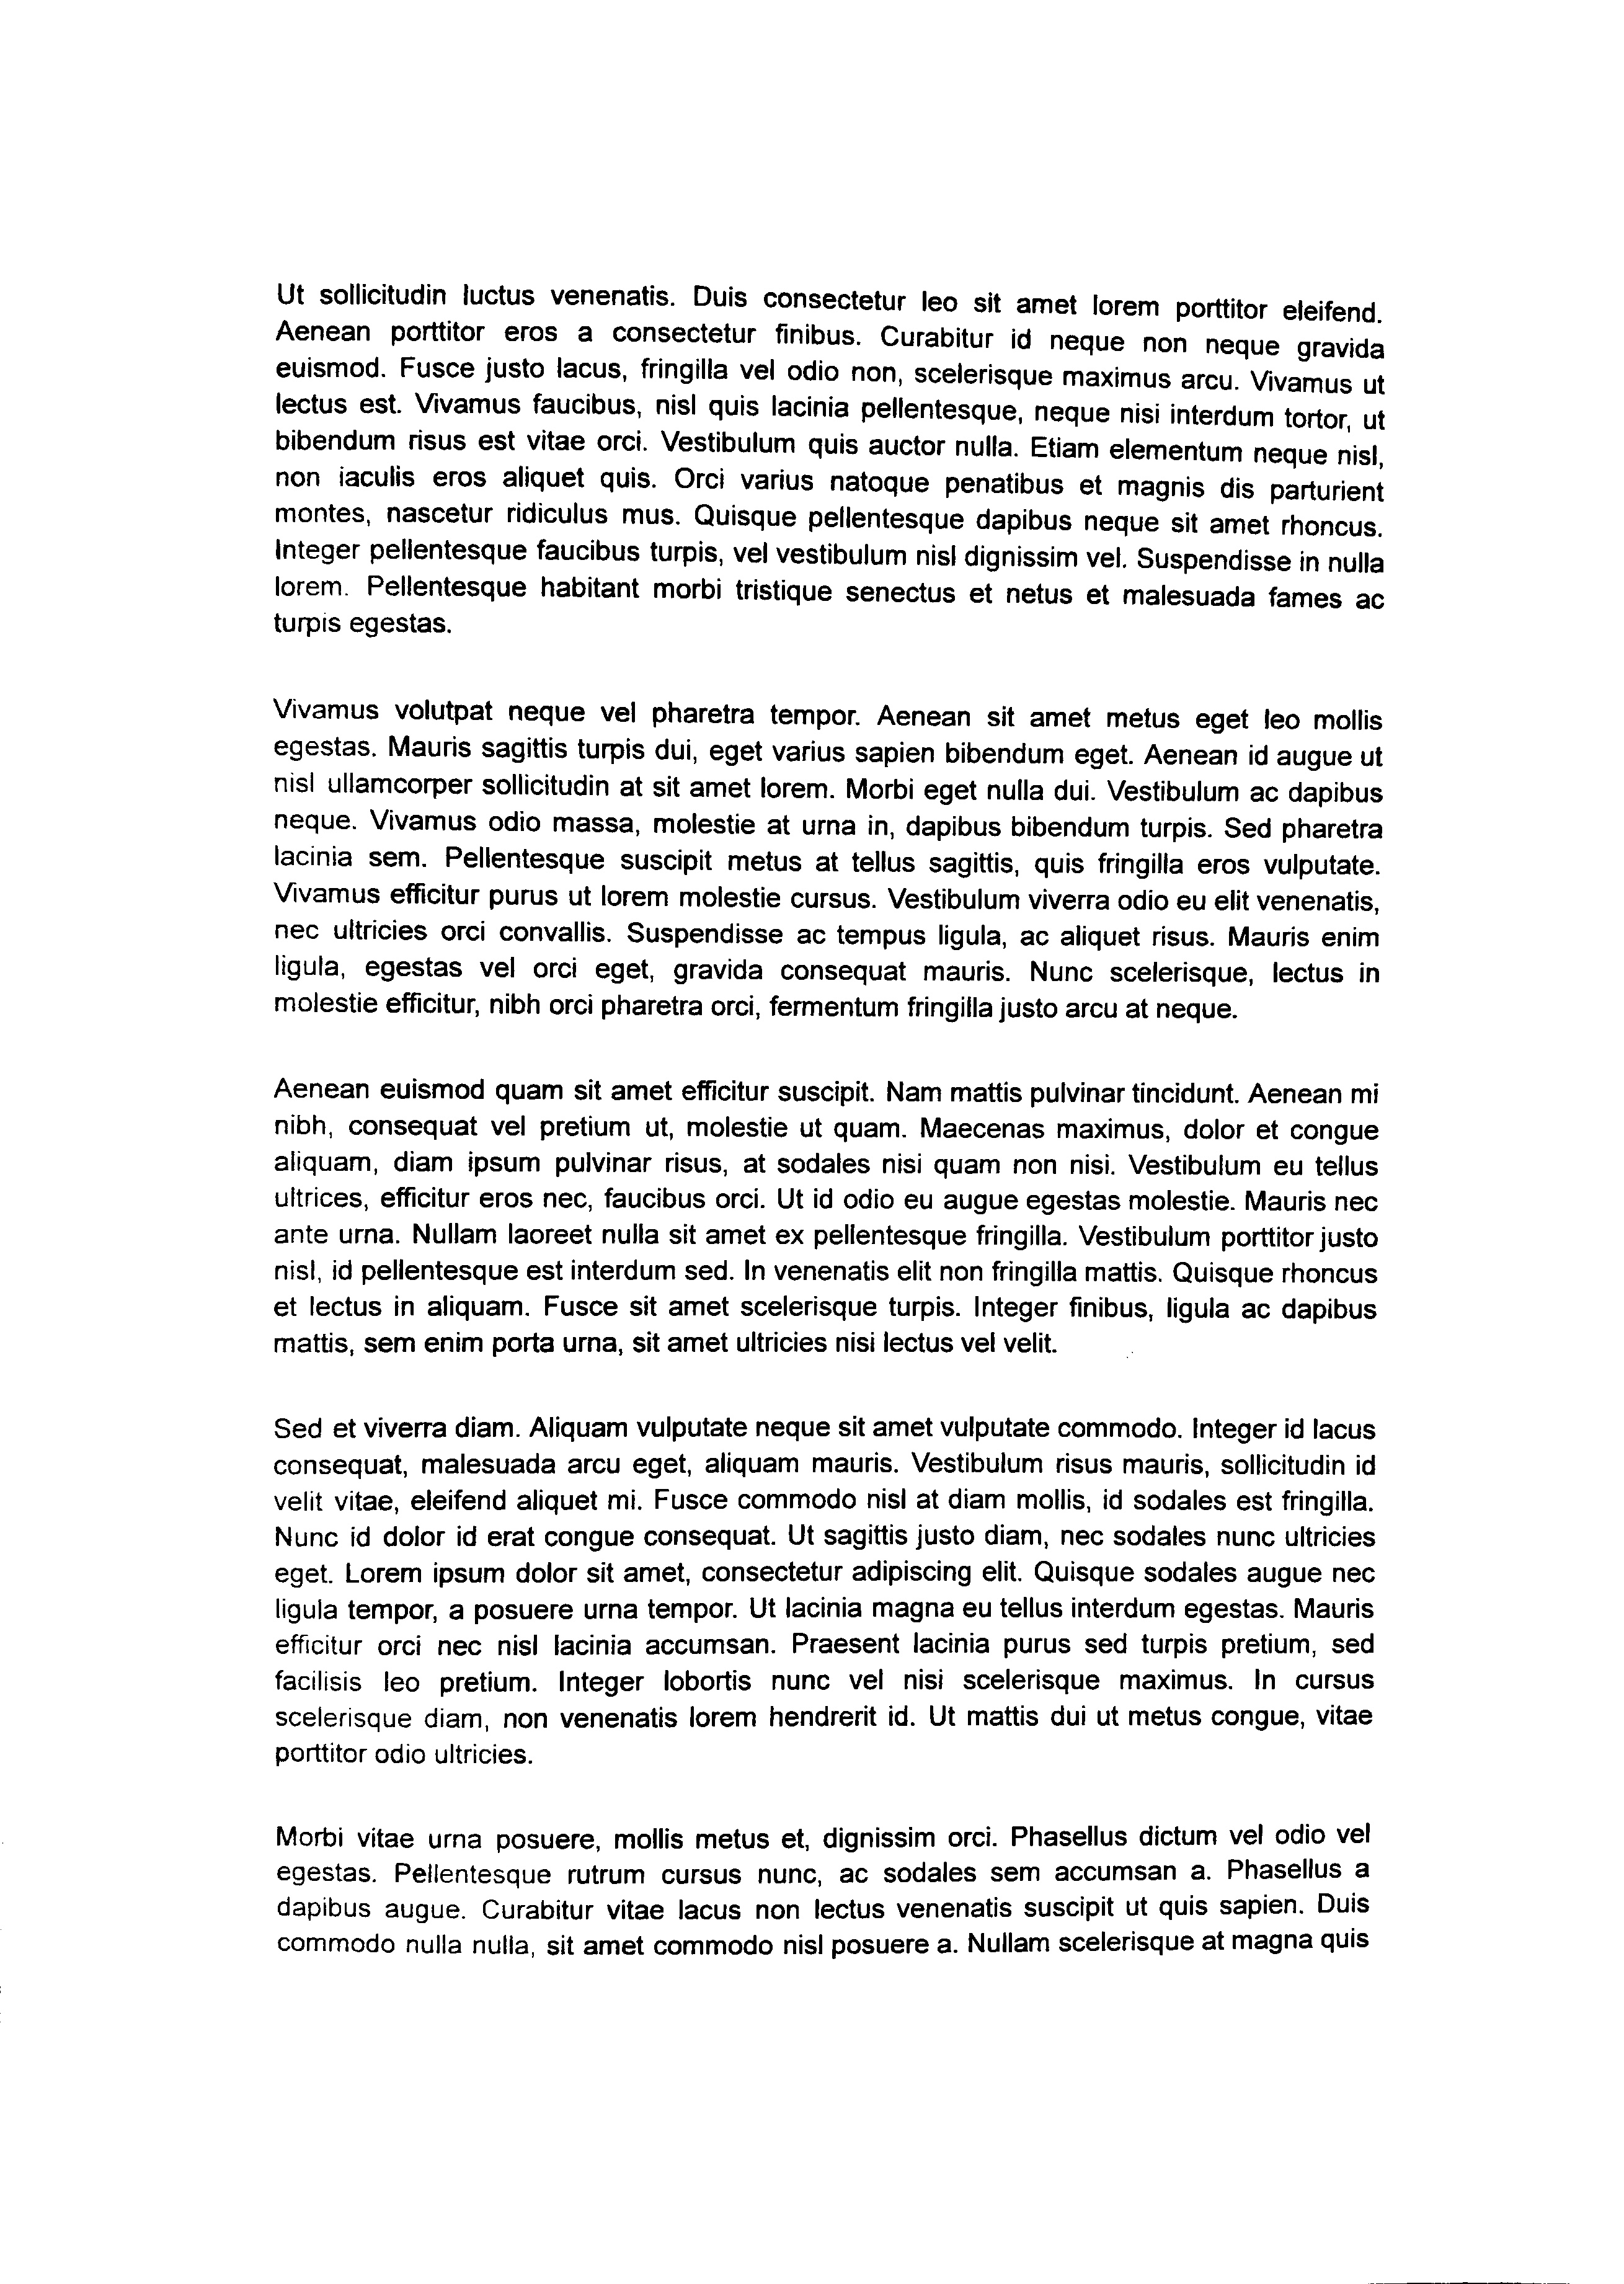 Ut sollicitudin luctus venenatis. Duis consectetur leo sit amet lorem porttitor eleifend.
Aenean porttitor eros a consectetur finibus. Curabitur id neque non neque gravida
euismod. Fusce justo lacus, fringilla vel odio non, scelerisque maximus arcu. Vivamus ut
lectus est. Vivamus faucibus, nisl quis lacinia pellentesque, neque nisi interdum tortor, ut
bibendum risus est vitae orci. Vestibulum quis auctor nulla. Etiam elementum neque nisl,
non iaculis eros aliquet quis. Orci varius natoque penatibus et magnis dis parturient
montes, nascetur ridiculus mus. Quisque pellentesque dapibus neque sit amet rhoncus.
Integer pellentesque faucibus turpis, vel vestibulum nisl dignissim vel. Suspendisse in nulla
lorem. Pellentesque habitant morbi tristique senectus et netus et malesuada fames ac
turpis egestas.
Vivamus volutpat neque vel pharetra tempor. Aenean sit amet metus eget leo mollis
egestas. Mauris sagittis turpis dui, eget varius sapien bibendum eget. Aenean id augue ut
nisl ullamcorper sollicitudin at sit amet lorem. Morbi eget nulla dui. Vestibulum ac dapibus
neque. Vivamus odio massa, molestie at urna in, dapibus bibendum turpis. Sed pharetra
lacinia sem. Pellentesque suscipit metus at tellus sagittis, quis fringilla eros vulputate.
Vivamus efficitur purus ut lorem molestie cursus. Vestibulum viverra odio eu elit venenatis,
nec ultricies orci convallis. Suspendisse ac tempus ligula, ac aliquet risus. Mauris enim
ligula, egestas vel orci eget, gravida consequat mauris. Nunc scelerisque, lectus in
molestie efficitur, nibh orci pharetra orci, fermentum fringilla justo arcu at neque.
Aenean euismod quam sit amet efficitur suscipit. Nam mattis pulvinar tincidunt. Aenean mi
nibh, consequat vel pretium ut, molestie ut quam. Maecenas maximus, dolor et congue
aliquam, diam ipsum pulvinar risus, at sodales nisi quam non nisi. Vestibulum eu tellus
ultrices, efficitur eros nec, faucibus orci. Ut id odio eu augue egestas molestie. Mauris nec
ante urna. Nullam laoreet nulla sit amet ex pellentesque fringilla. Vestibulum porttitor justo
nisl, id pellentesque est interdum sed. In venenatis elit non fringilla mattis. Quisque rhoncus
et lectus in aliquam. Fusce sit amet scelerisque turpis. Integer finibus, ligula ac dapibus
mattis, sem enim porta urna, sit amet ultricies nisi lectus vel velit.
Sed et viverra diam. Aliquam vulputate neque sit amet vulputate commodo. Integer id lacus
consequat, malesuada arcu eget, aliquam mauris. Vestibulum risus mauris, sollicitudin id
velit vitae, eleifend aliquet mi. Fusce commodo nisl at diam mollis, id sodales est fringilla.
Nunc id dolor id erat congue consequat. Ut sagittis justo diam, nec sodales nunc ultricies
eget. Lorem ipsum dolor sit amet, consectetur adipiscing elit. Quisque sodales augue nec
ligula tempor, a posuere urna tempor. Ut lacinia magna eu tellus interdum egestas. Mauris
efficitur orci nec nisl lacinia accumsan. Praesent lacinia purus sed turpis pretium, sed
facilisis leo pretium. Integer lobortis nunc vel nisi scelerisque maximus. In cursus
scelerisque diam, non venenatis lorem hendrerit id. Ut mattis dui ut metus congue, vitae
porttitor odio ultricies.
Morbi vitae urna posuere, mollis metus et, dignissim orci. Phasellus dictum vel odio vel
egestas. Pellentesque rutrum cursus nunc, ac sodales sem accumsan a. Phasellus a
dapibus augue. Curabitur vitae lacus non lectus venenatis suscipit ut quis sapien. Duis
commodo nulla nulla, sit amet commodo nisl posuere a. Nullam scelerisque at magna quis